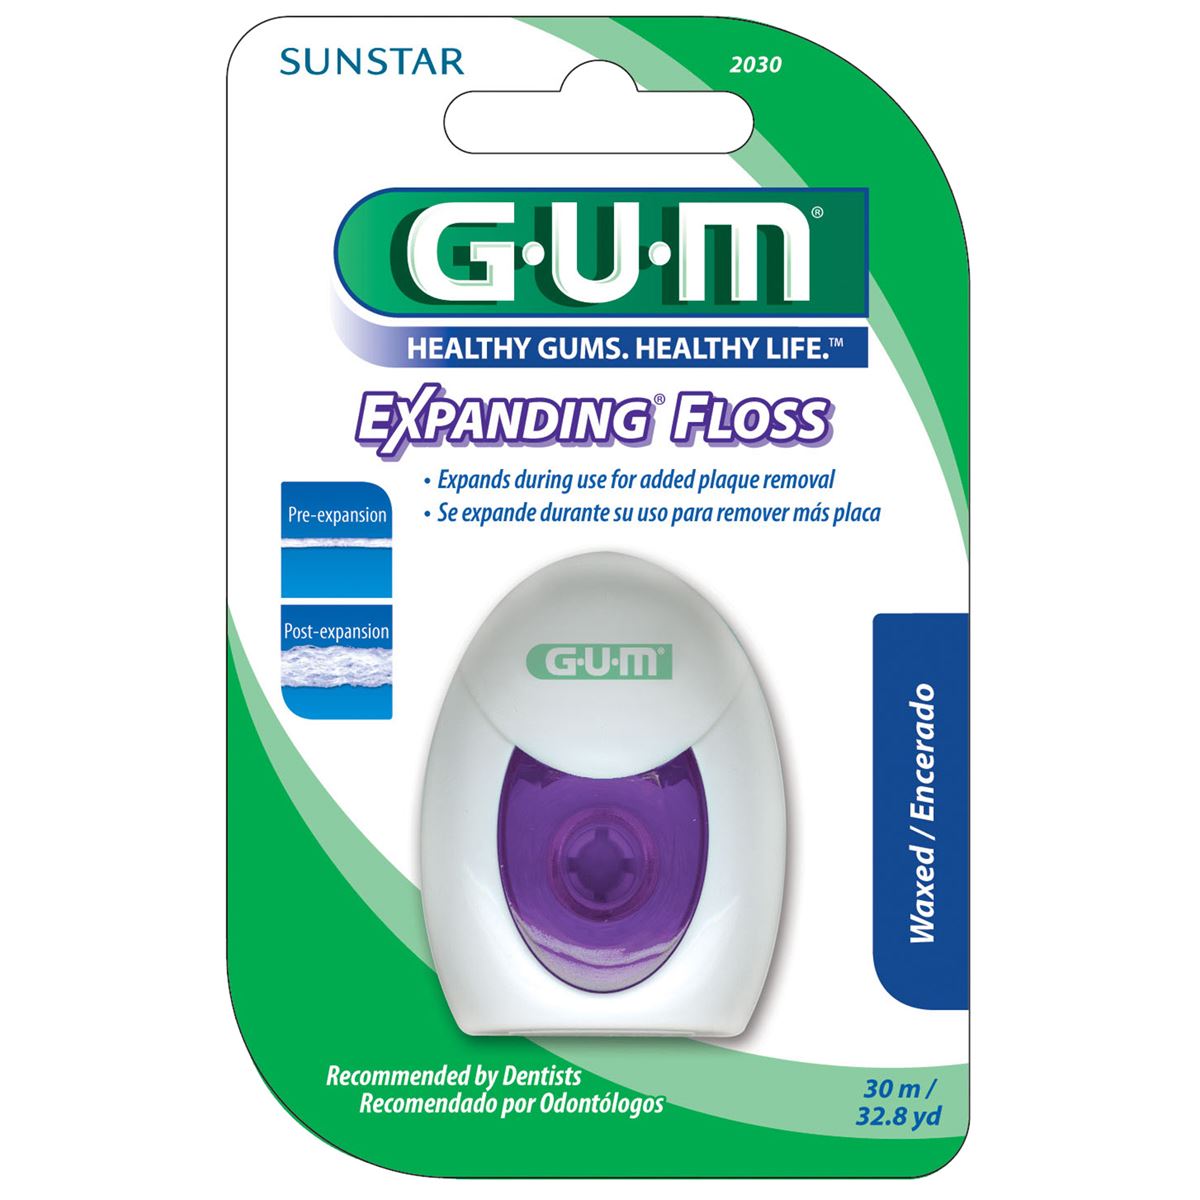 SUNSTAR
2030
G·U·M®
HEALTHY GUMS. HEALTHY LIFE.™
EXPANDING® FLOSS
• Expands during use for added plaque removal
• Se expande durante su uso para remover más placa
Pre-expansion
Post-expansion
G·U·M®
Waxed / Encerado
Recommended by Dentists
Recomendado por Odontólogos
30 m /
32.8 yd